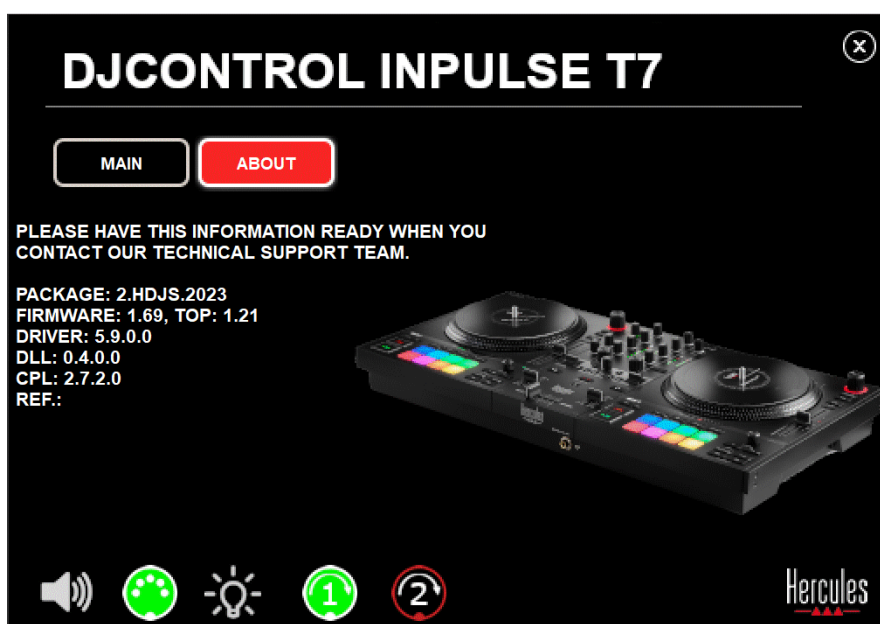 DJCONTROL INPULSE T7
MAIN
ABOUT
PLEASE HAVE THIS INFORMATION READY WHEN YOU
CONTACT OUR TECHNICAL SUPPORT TEAM.
PACKAGE: 2.HDJS.2023
FIRMWARE: 1.69, TOP: 1.21
DRIVER: 5.9.0.0
DLL: 0.4.0.0
CPL: 2.7.2.0
REF.:
1
2
Hercules